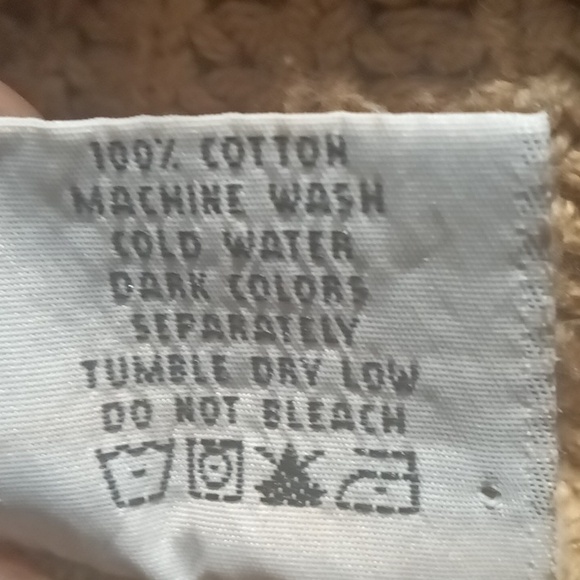 100% COTTON
MACHINE WASH
COLD WATER
DARK COLORS
SEPARATELY
TUMBLE DRY LOW
DO NOT BLEACH